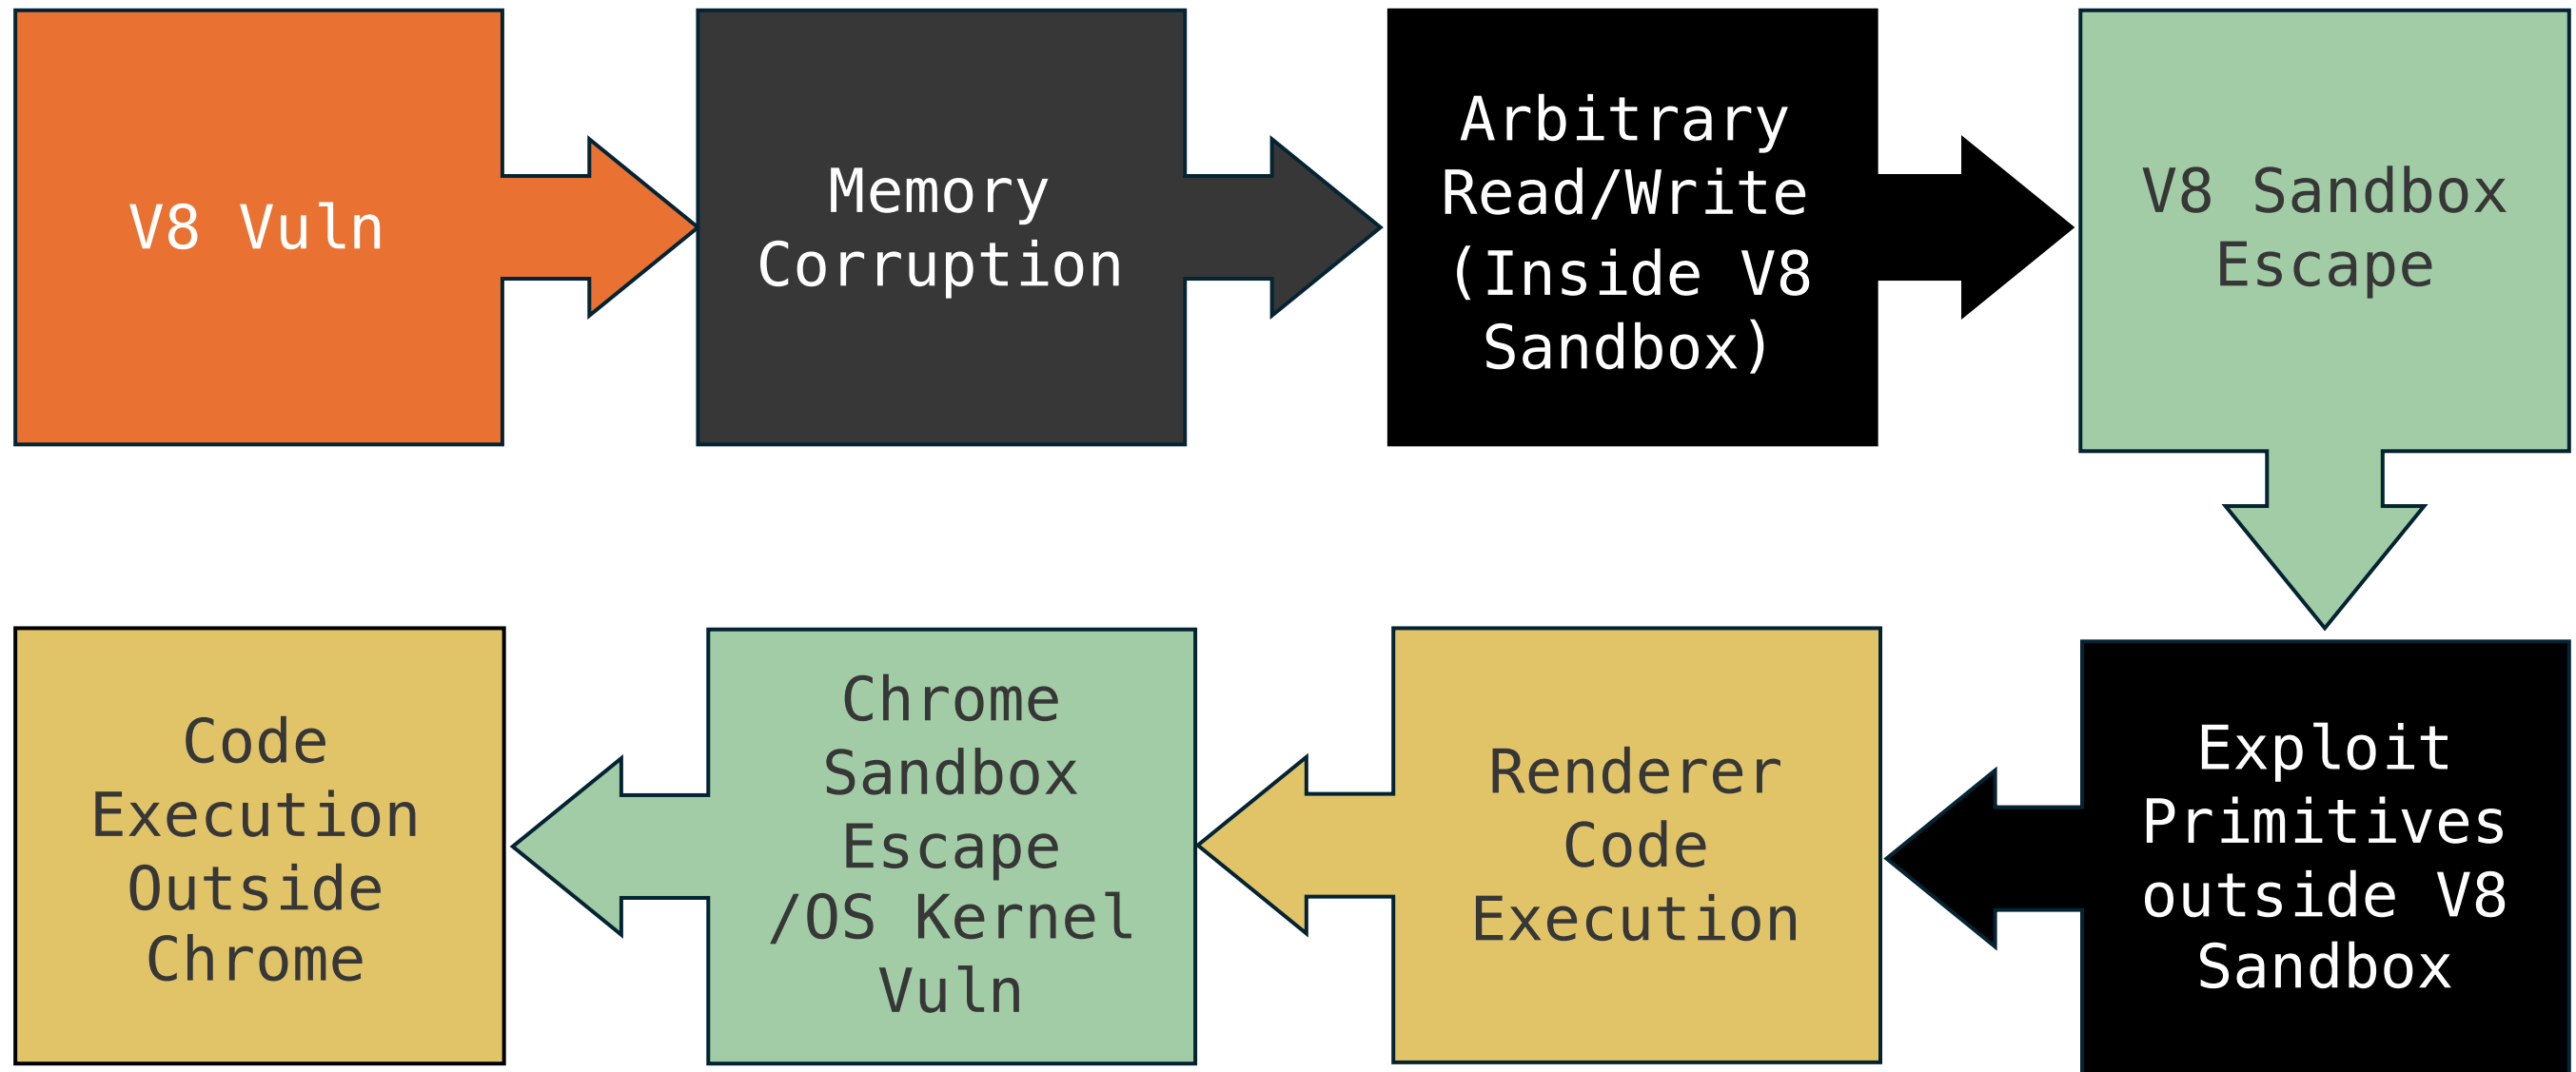 V8 Vuln
Memory
Corruption
Arbitrary
Read/Write
(Inside V8
Sandbox)
V8 Sandbox
Escape
Exploit
Primitives
outside V8
Sandbox
Renderer
Code
Execution
Chrome
Sandbox
Escape
/OS Kernel
Vuln
Code
Execution
Outside
Chrome